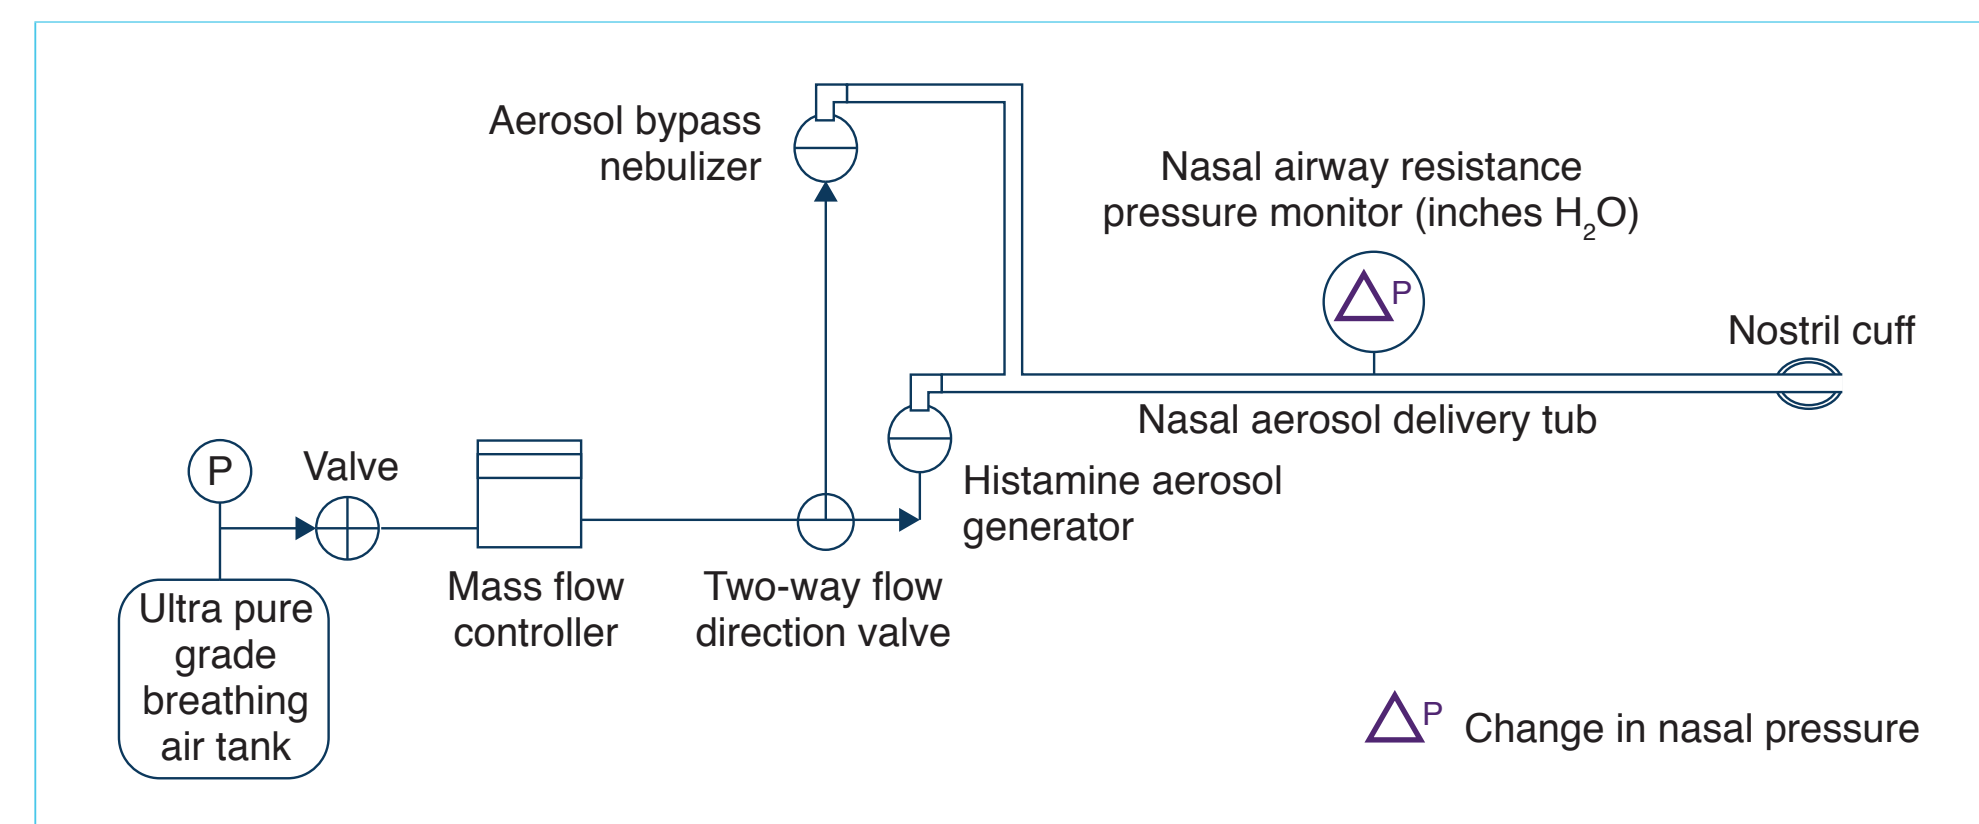 Aerosol bypass
nebulizer
Nasal airway resistance
pressure monitor (inches H₂O)
P
Nostril cuff
Nasal aerosol delivery tub
P
Valve
Histamine aerosol
generator
Mass flow
controller
Two-way flow
direction valve
Ultra pure
grade
breathing
air tank
P Change in nasal pressure